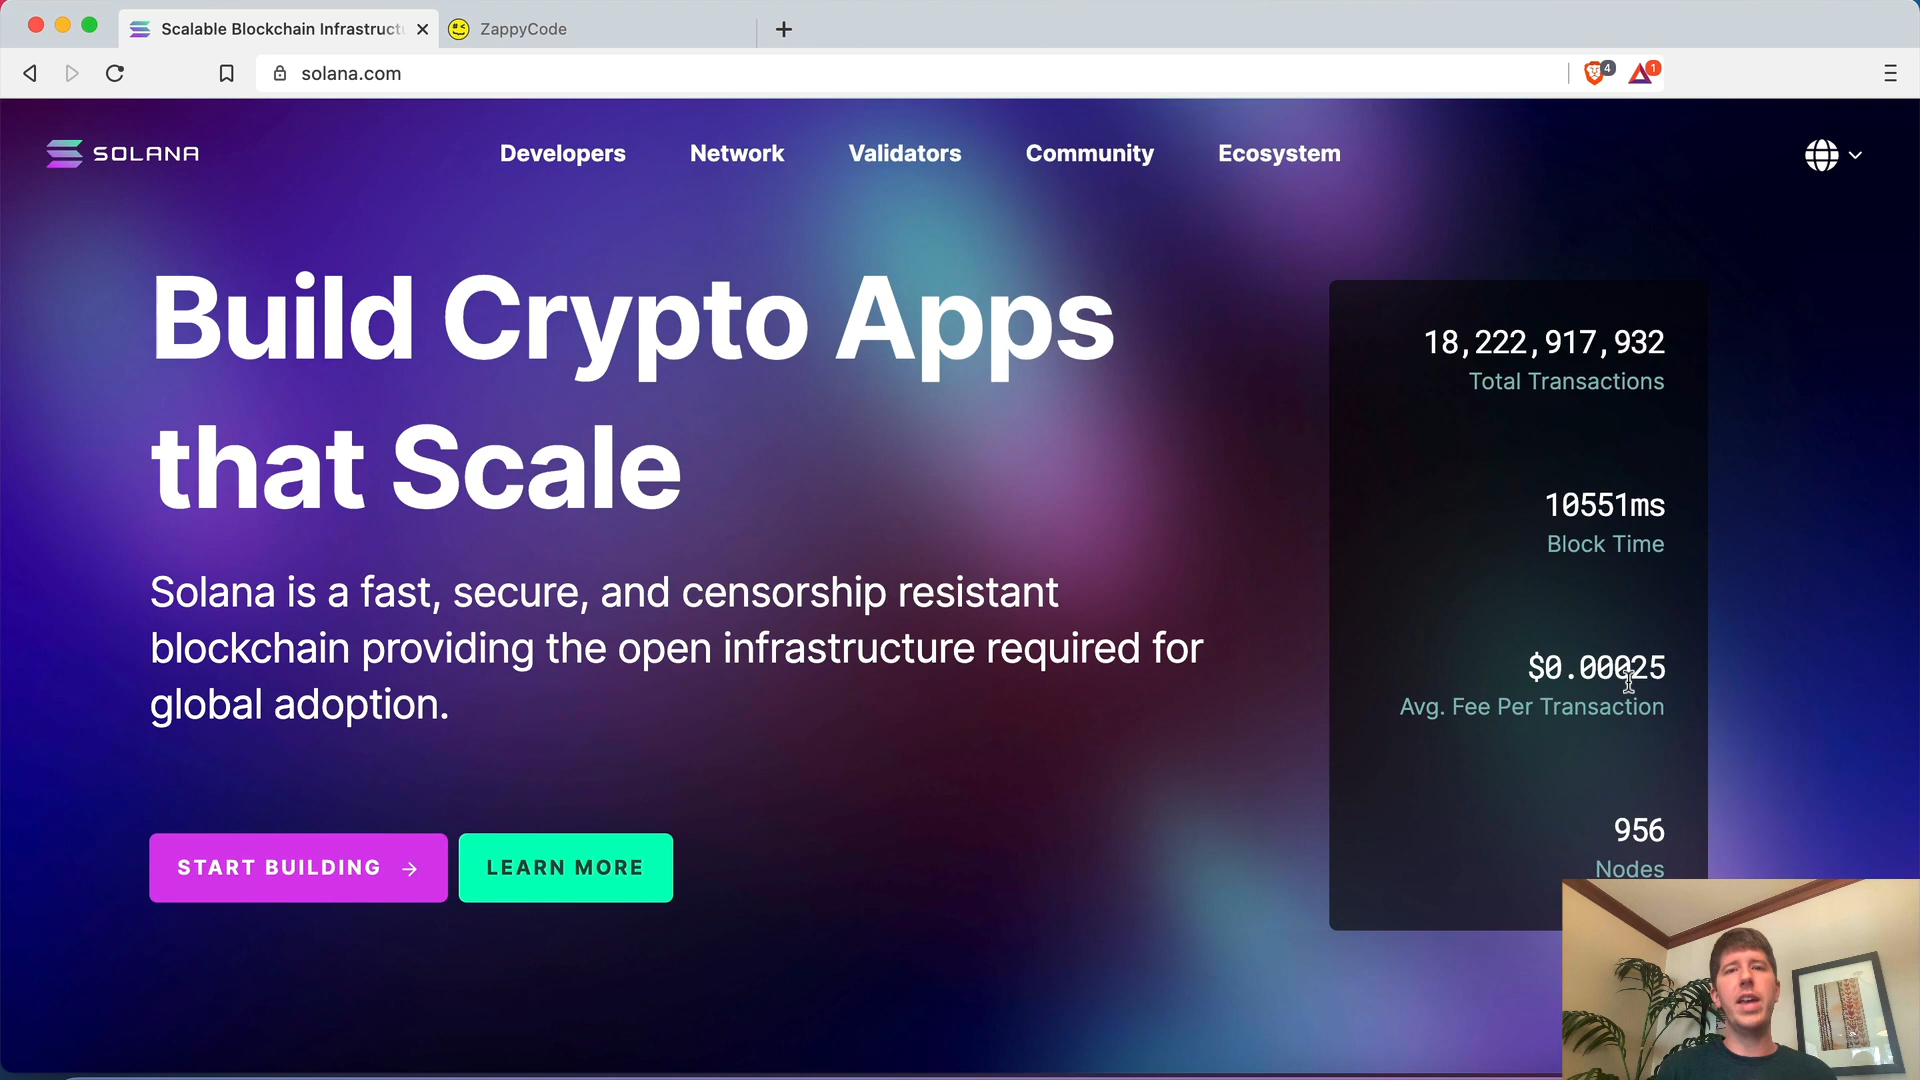 Scalable Blockchain Infrastruct
ZappyCode
solana.com
4
1
SOLANA
Developers
Network
Validators
Community
Ecosystem
Build Crypto Apps
that Scale
Solana is a fast, secure, and censorship resistant
blockchain providing the open infrastructure required for
global adoption.
START BUILDING →
LEARN MORE
18,222,917,932
Total Transactions
10551ms
Block Time
$0.00025
Avg. Fee Per Transaction
956
Nodes